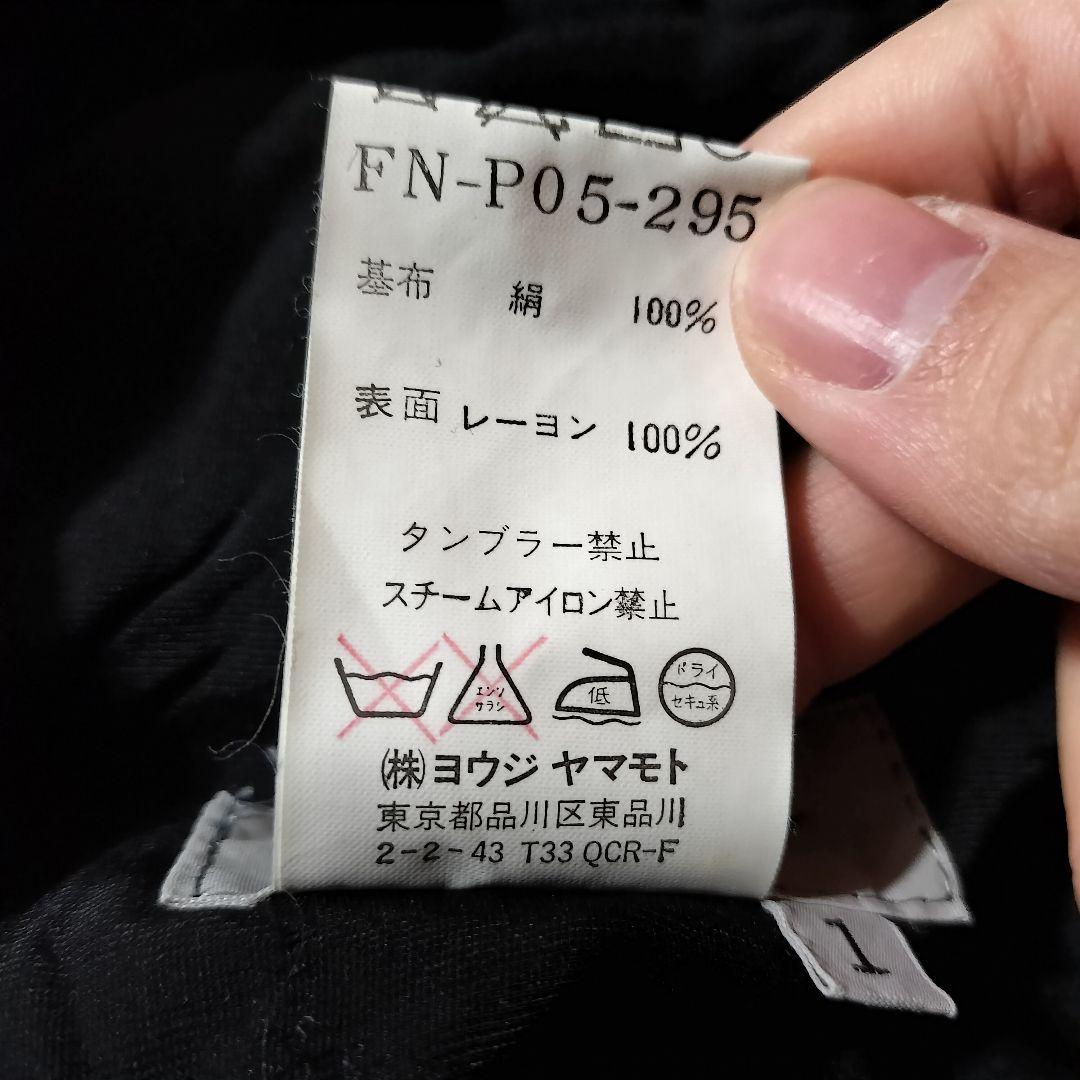 FN-P05-295
基布 絹 100%
表面 レーヨン 100%
タンブラー禁止
スチームアイロン禁止
エンソ
サラシ
低
ドライ
セキュ系
㈱ヨウジ ヤマモト
東京都品川区東品川
2-2-43 T33 QCR-F
1